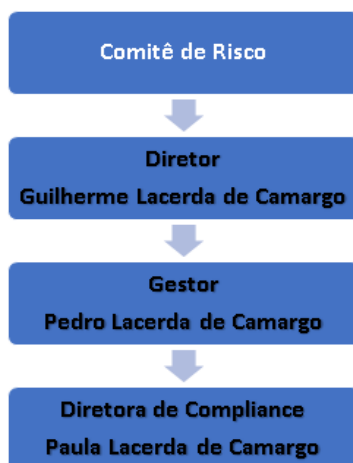 Comitê de Risco
Diretor
Guilherme Lacerda de Camargo
Gestor
Pedro Lacerda de Camargo
Diretora de Compliance
Paula Lacerda de Camargo